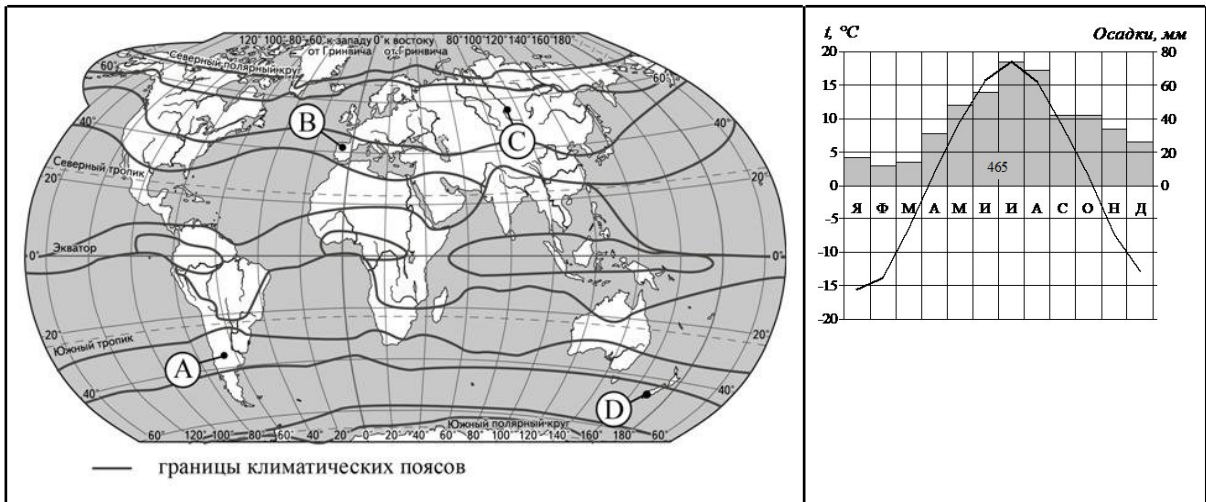 120° 100° 80° 60° к западу 0° к востоку 80° 100° 120° 140° 180°
от Гринвича от Гринвича
Северный полярный круг
60° 60°
B C
40° 40°
Северный тропик
20° 20°
Экватор
0° 0°
20° 20°
Южный тропик
A
40° 40°
D
Южный полярный круг
60° 120° 100° 80° 60° 40° 20° 0° 20° 40° 60° 80° 100° 120° 140° 180° 60°
границы климатических поясов
t, °C Осадки, мм
20 80
15 60
10 40
5 20
465
0 0
Я Ф М А М И И А С О Н Д
-5
-10
-15
-20